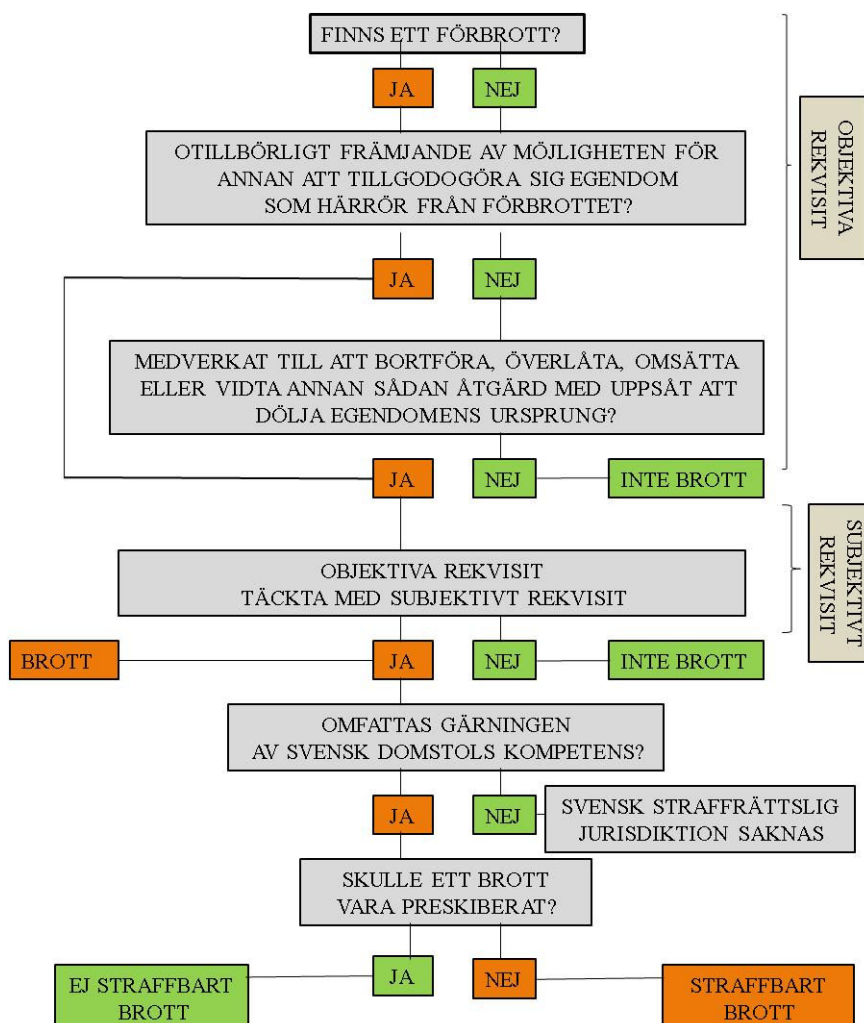 FINNS ETT FÖRBROTT?
JA
NEJ
OTILLBÖRLIGT FRÄMJANDE AV MÖJLIGHETEN FÖR
ANNAN ATT TILLGODOGÖRA SIG EGENDOM
SOM HÄRRÖR FRÅN FÖRBROTTET?
OBJEKTIVA
REKVISIT
JA
NEJ
MEDVERKAT TILL ATT BORTFÖRA, ÖVERLÅTA, OMSÄTTA
ELLER VIDTA ANNAN SÅDAN ÅTGÄRD MED UPPSÅT ATT
DÖLJA EGENDOMENS URSPRUNG?
JA
NEJ
INTE BROTT
OBJEKTIVA REKVISIT
TÄCKTA MED SUBJEKTIVT REKVISIT
SUBJEKTIVT
REKVISIT
BROTT
JA
NEJ
INTE BROTT
OMFATTAS GÄRNINGEN
AV SVENSK DOMSTOLS KOMPETENS?
JA
NEJ
SVENSK STRAFFRÄTTSLIG
JURISDIKTION SAKNAS
SKULLE ETT BROTT
VARA PRESKIBERAT?
EJ STRAFFBART
BROTT
JA
NEJ
STRAFFBART
BROTT